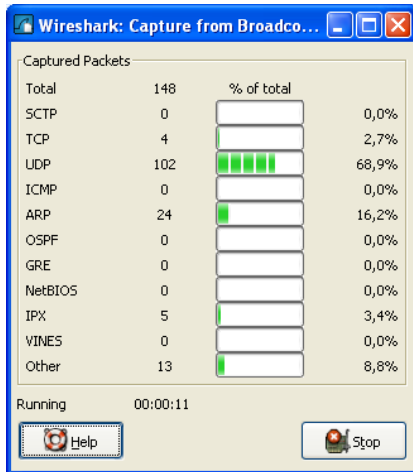 Wireshark: Capture from Broadco...
Captured Packets
Total 148 % of total
SCTP 0 0,0%
TCP 4 2,7%
UDP 102 68,9%
ICMP 0 0,0%
ARP 24 16,2%
OSPF 0 0,0%
GRE 0 0,0%
NetBIOS 0 0,0%
IPX 5 3,4%
VINES 0 0,0%
Other 13 8,8%
Running 00:00:11
Help Stop